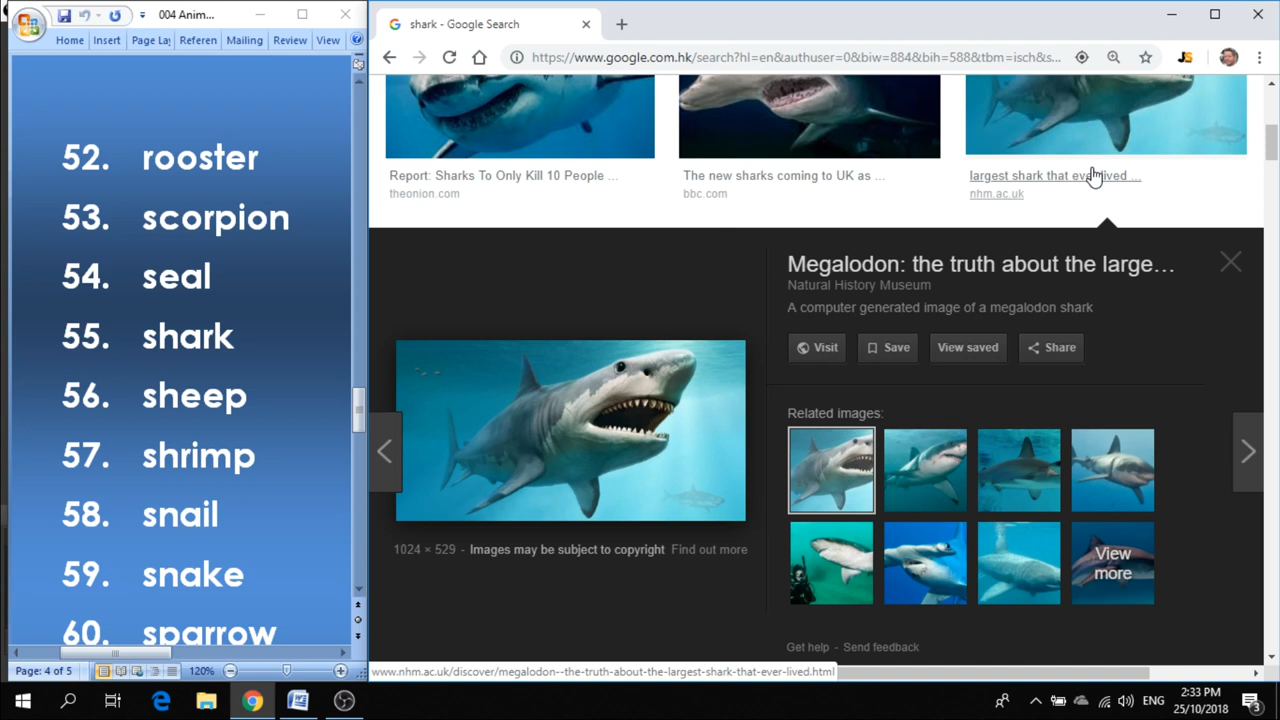 004 Anim...
Home Insert Page La Referen Mailing Review View
52. rooster
53. scorpion
54. seal
55. shark
56. sheep
57. shrimp
58. snail
59. snake
60. sparrow
Page: 4 of 5
120%
shark - Google Search
https://www.google.com.hk/search?hl=en&authuser=0&biw=884&bih=588&tbm=isch&s...
JS
Report: Sharks To Only Kill 10 People ...
theonion.com
The new sharks coming to UK as ...
bbc.com
largest shark that ever lived ...
nhm.ac.uk
Megalodon: the truth about the large...
Natural History Museum
A computer generated image of a megalodon shark
Visit Save View saved Share
Related images:
View
more
1024 × 529 - Images may be subject to copyright Find out more
Get help - Send feedback
www.nhm.ac.uk/discover/megalodon--the-truth-about-the-largest-shark-that-ever-lived.html
ENG
2:33 PM
25/10/2018
3